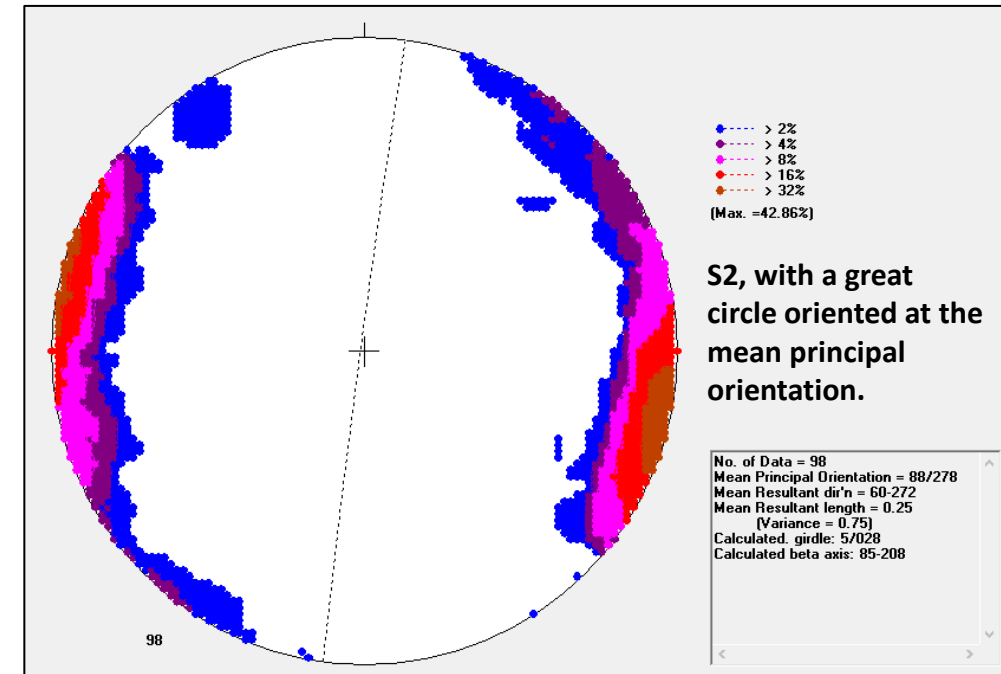 > 2%
> 4%
> 8%
> 16%
> 32%
(Max. =42.86%)
S2, with a great
circle oriented at the
mean principal
orientation.
No. of Data = 98
Mean Principal Orientation = 88/278
Mean Resultant dir'n = 60-272
Mean Resultant length = 0.25
(Variance = 0.75)
Calculated. girdle: 5/028
Calculated beta axis: 85-208
98